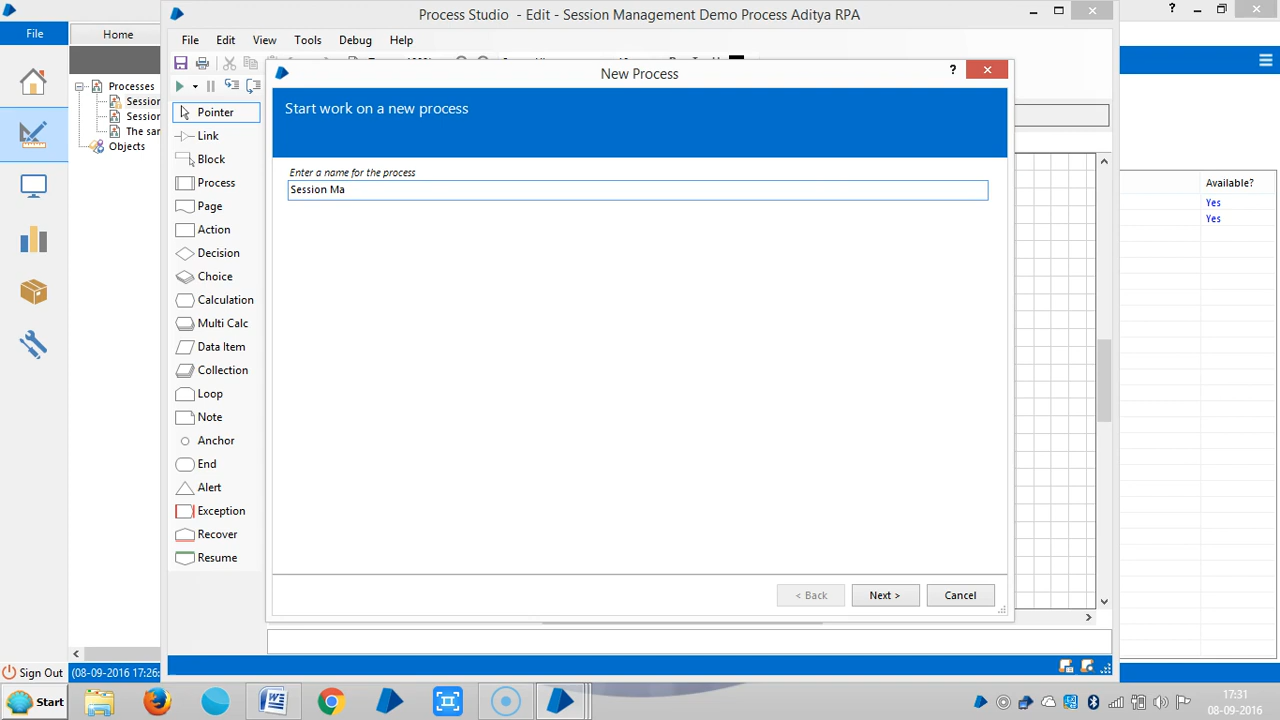 Process Studio - Edit - Session Management Demo Process Aditya RPA
File
Home
File Edit View Tools Debug Help
New Process
?
Start work on a new process
Enter a name for the process
Session Ma
Processes
Session
Session
The sar
Objects
Pointer
Link
Block
Process
Page
Action
Decision
Choice
Calculation
Multi Calc
Data Item
Collection
Loop
Note
Anchor
End
Alert
Exception
Recover
Resume
Available?
Yes
Yes
< Back
Next >
Cancel
Sign Out
(08-09-2016 17:26:
Start
17:31
08-09-2016